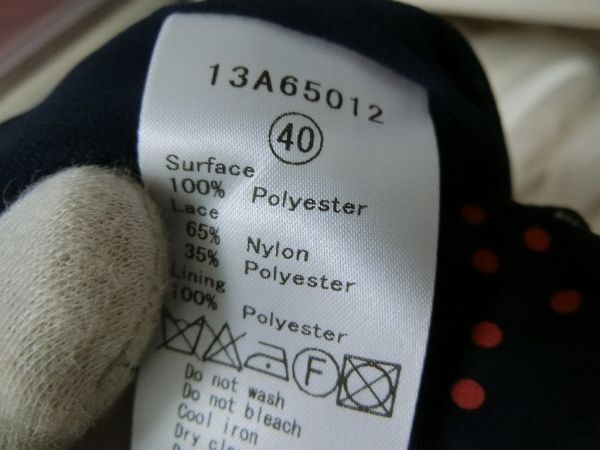 13A65012
40
Surface
100% Polyester
Lace
65% Nylon
35% Polyester
Lining
100% Polyester
F
Do not wash
Do not bleach
Cool iron
Dry